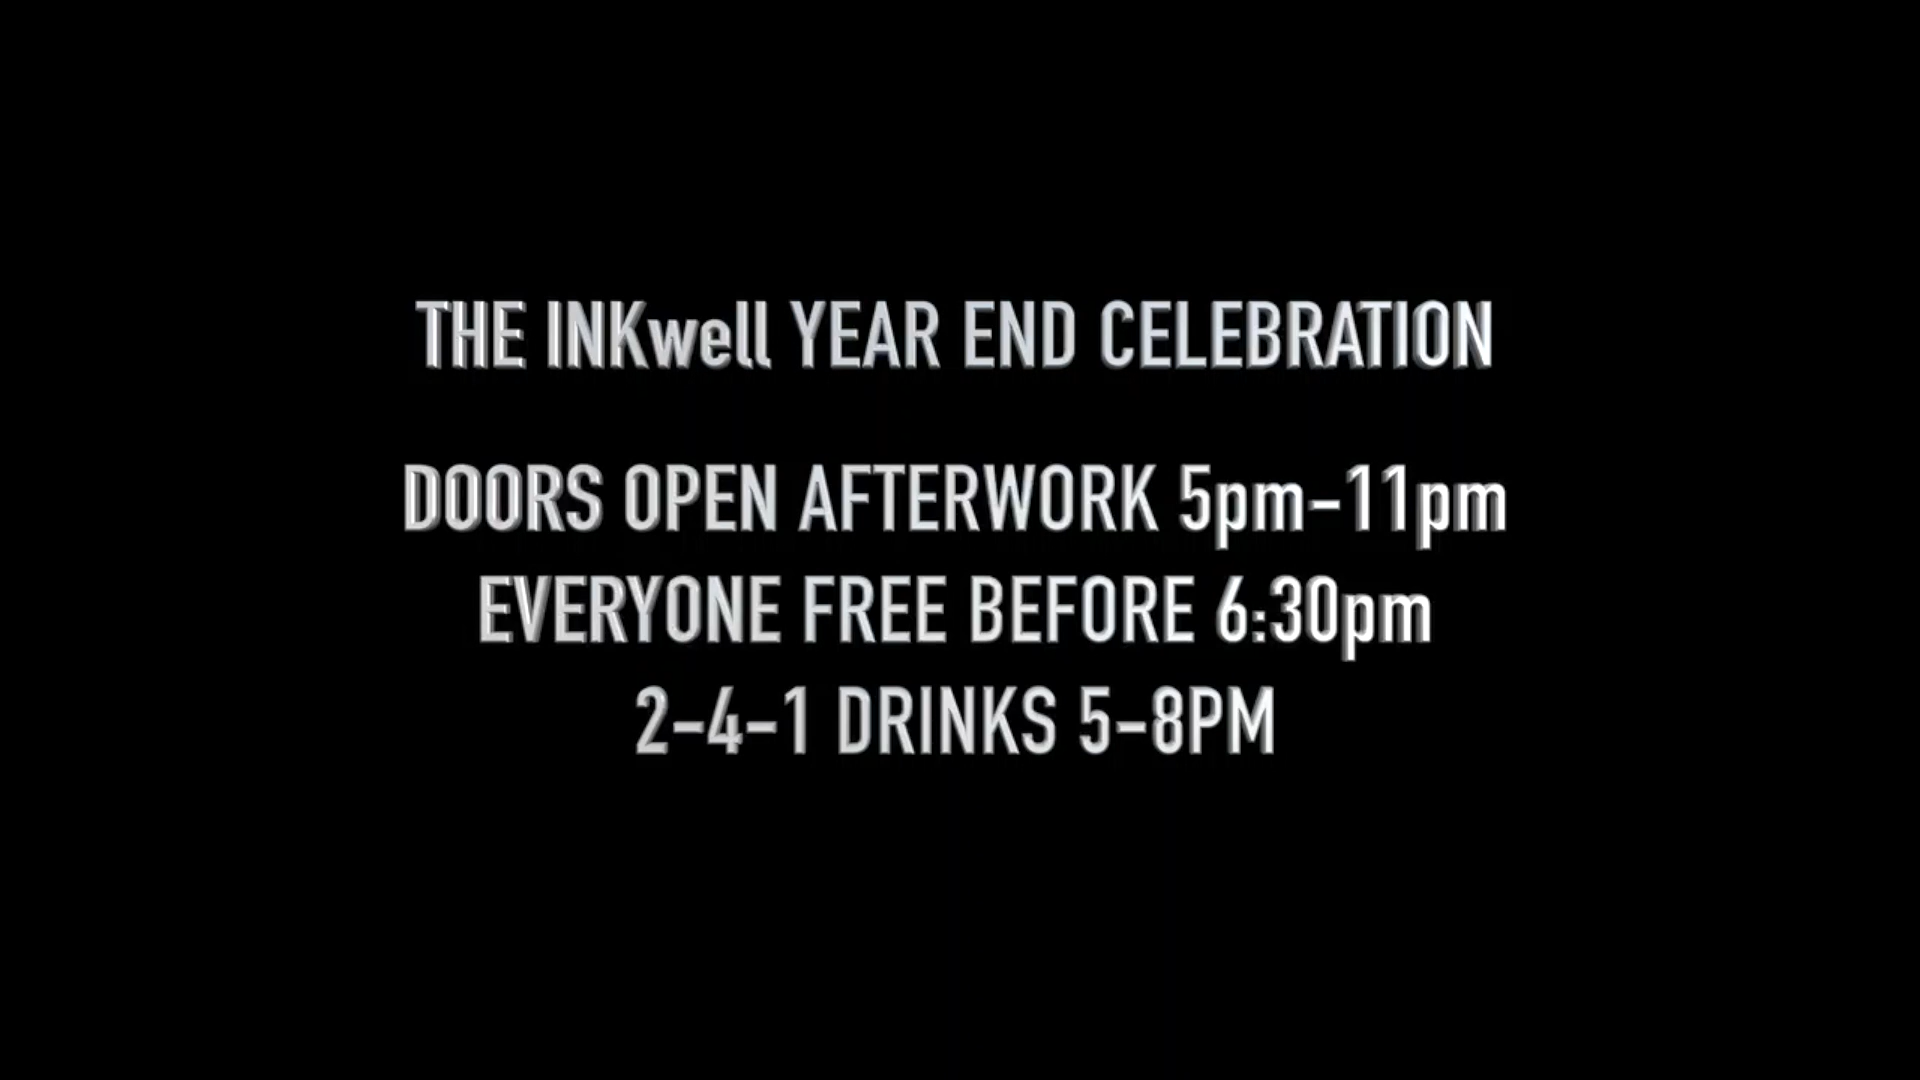 THE INKwell YEAR END CELEBRATION
DOORS OPEN AFTERWORK 5pm-11pm
EVERYONE FREE BEFORE 6:30pm
2-4-1 DRINKS 5-8PM